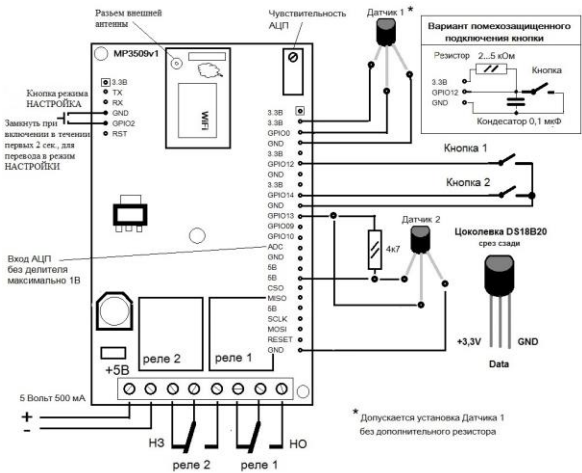 Разъем внешней
антенны
Чувствительность
АЦП
Датчик 1 *
MP3509v1
WiFi
Вариант помехозащищенного
подключения кнопки
Резистор 2...5 кОм
Кнопка
3.3В
GPIO12
GND
Кондесатор 0,1 мкФ
Кнопка режима
НАСТРОЙКА
Замкнуть при
включении в течении
первых 2 сек., для
перевода в режим
НАСТРОЙКИ
3.3В
TX
RX
GND
GPIO2
RST
3.3В
3.3В
GPIO0
GND
GPIO12
GND
3.3В
GPIO14
GND
GPIO13
GPIO09
GPIO10
ADC
GND
5В
5В
CSO
MISO
5В
SCLK
MOSI
RESET
GND
Кнопка 1
Кнопка 2
Датчик 2
4к7
Цоколевка DS18B20
срез сзади
+3,3V
GND
Data
Вход АЦП
без делителя
максимально 1В
+5В
реле 2
реле 1
5 Вольт 500 мА
+
-
НЗ
НО
реле 2
реле 1
* Допускается установка Датчика 1
без дополнительного резистора